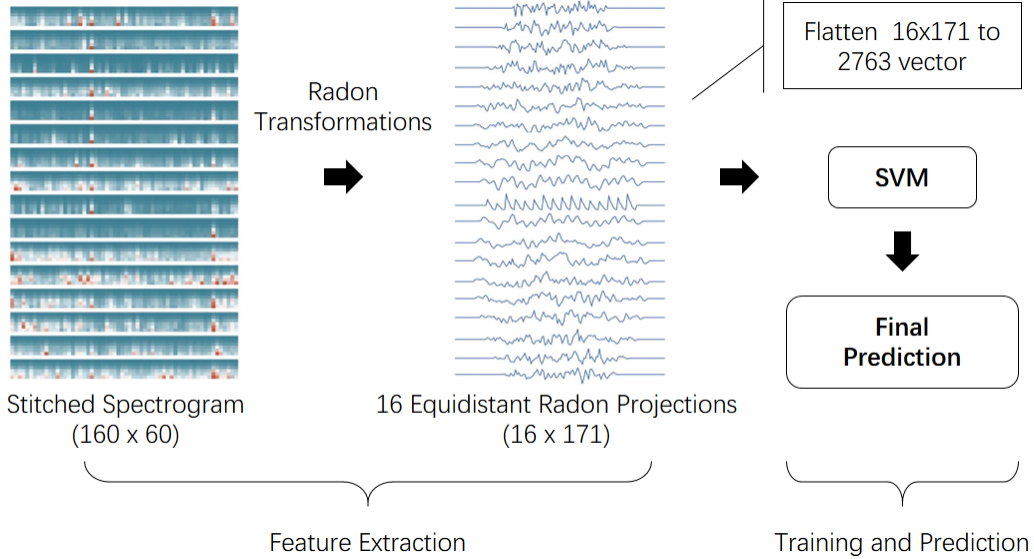 Flatten 16x171 to
2763 vector
Radon
Transformations
SVM
Final
Prediction
Stitched Spectrogram
(160 x 60)
16 Equidistant Radon Projections
(16 x 171)
Feature Extraction
Training and Prediction